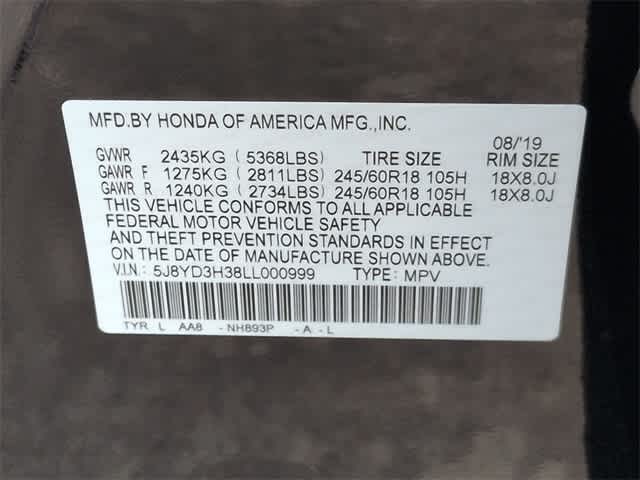 MFD.BY HONDA OF AMERICA MFG.,INC.
08/'19
GVWR 2435KG ( 5368LBS) TIRE SIZE RIM SIZE
GAWR F 1275KG ( 2811LBS) 245/60R18 105H 18X8.0J
GAWR R 1240KG ( 2734LBS) 245/60R18 105H 18X8.0J
THIS VEHICLE CONFORMS TO ALL APPLICABLE
FEDERAL MOTOR VEHICLE SAFETY
AND THEFT PREVENTION STANDARDS IN EFFECT
ON THE DATE OF MANUFACTURE SHOWN ABOVE.
V.I.N.: 5J8YD3H38LL000999 TYPE: MPV
TYR L AA8 - NH893P - A - L